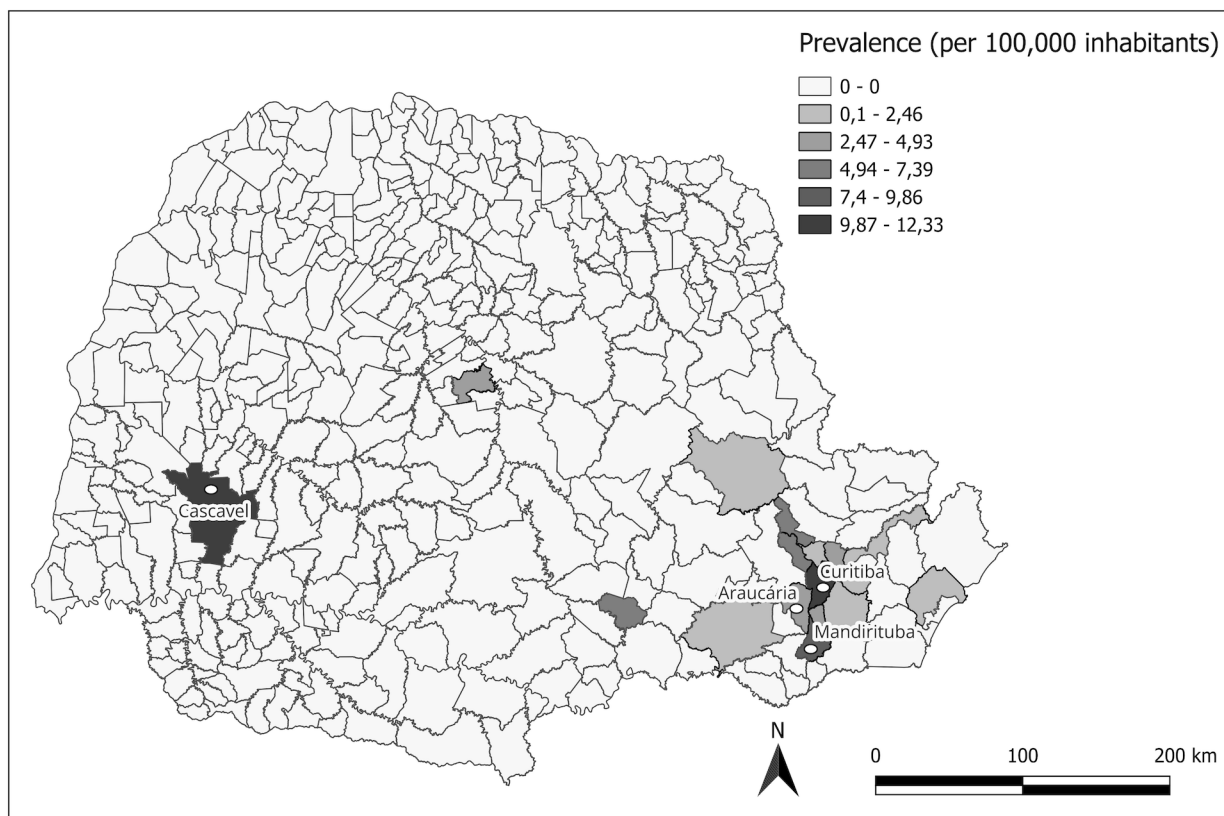 Prevalence (per 100,000 inhabitants)
0 - 0
0,1 - 2,46
2,47 - 4,93
4,94 - 7,39
7,4 - 9,86
9,87 - 12,33
Cascavel
Curitiba
Araucária
Mandirituba
N
0 100 200 km